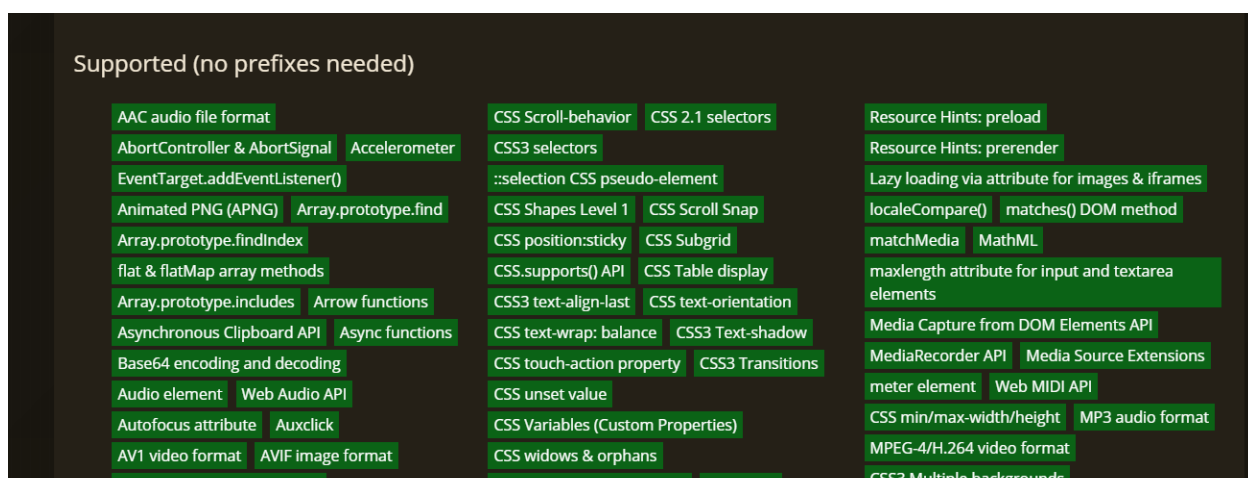 Supported (no prefixes needed)
AAC audio file format
AbortController & AbortSignal Accelerometer
EventTarget.addEventListener()
Animated PNG (APNG) Array.prototype.find
Array.prototype.findIndex
flat & flatMap array methods
Array.prototype.includes Arrow functions
Asynchronous Clipboard API Async functions
Base64 encoding and decoding
Audio element Web Audio API
Autofocus attribute Auxclick
AV1 video format AVIF image format
CSS Scroll-behavior CSS 2.1 selectors
CSS3 selectors
::selection CSS pseudo-element
CSS Shapes Level 1 CSS Scroll Snap
CSS position:sticky CSS Subgrid
CSS.supports() API CSS Table display
CSS3 text-align-last CSS text-orientation
CSS text-wrap: balance CSS3 Text-shadow
CSS touch-action property CSS3 Transitions
CSS unset value
CSS Variables (Custom Properties)
CSS widows & orphans
Resource Hints: preload
Resource Hints: prerender
Lazy loading via attribute for images & iframes
localeCompare() matches() DOM method
matchMedia MathML
maxlength attribute for input and textarea
elements
Media Capture from DOM Elements API
MediaRecorder API Media Source Extensions
meter element Web MIDI API
CSS min/max-width/height MP3 audio format
MPEG-4/H.264 video format
CSS3 Multiple backgrounds